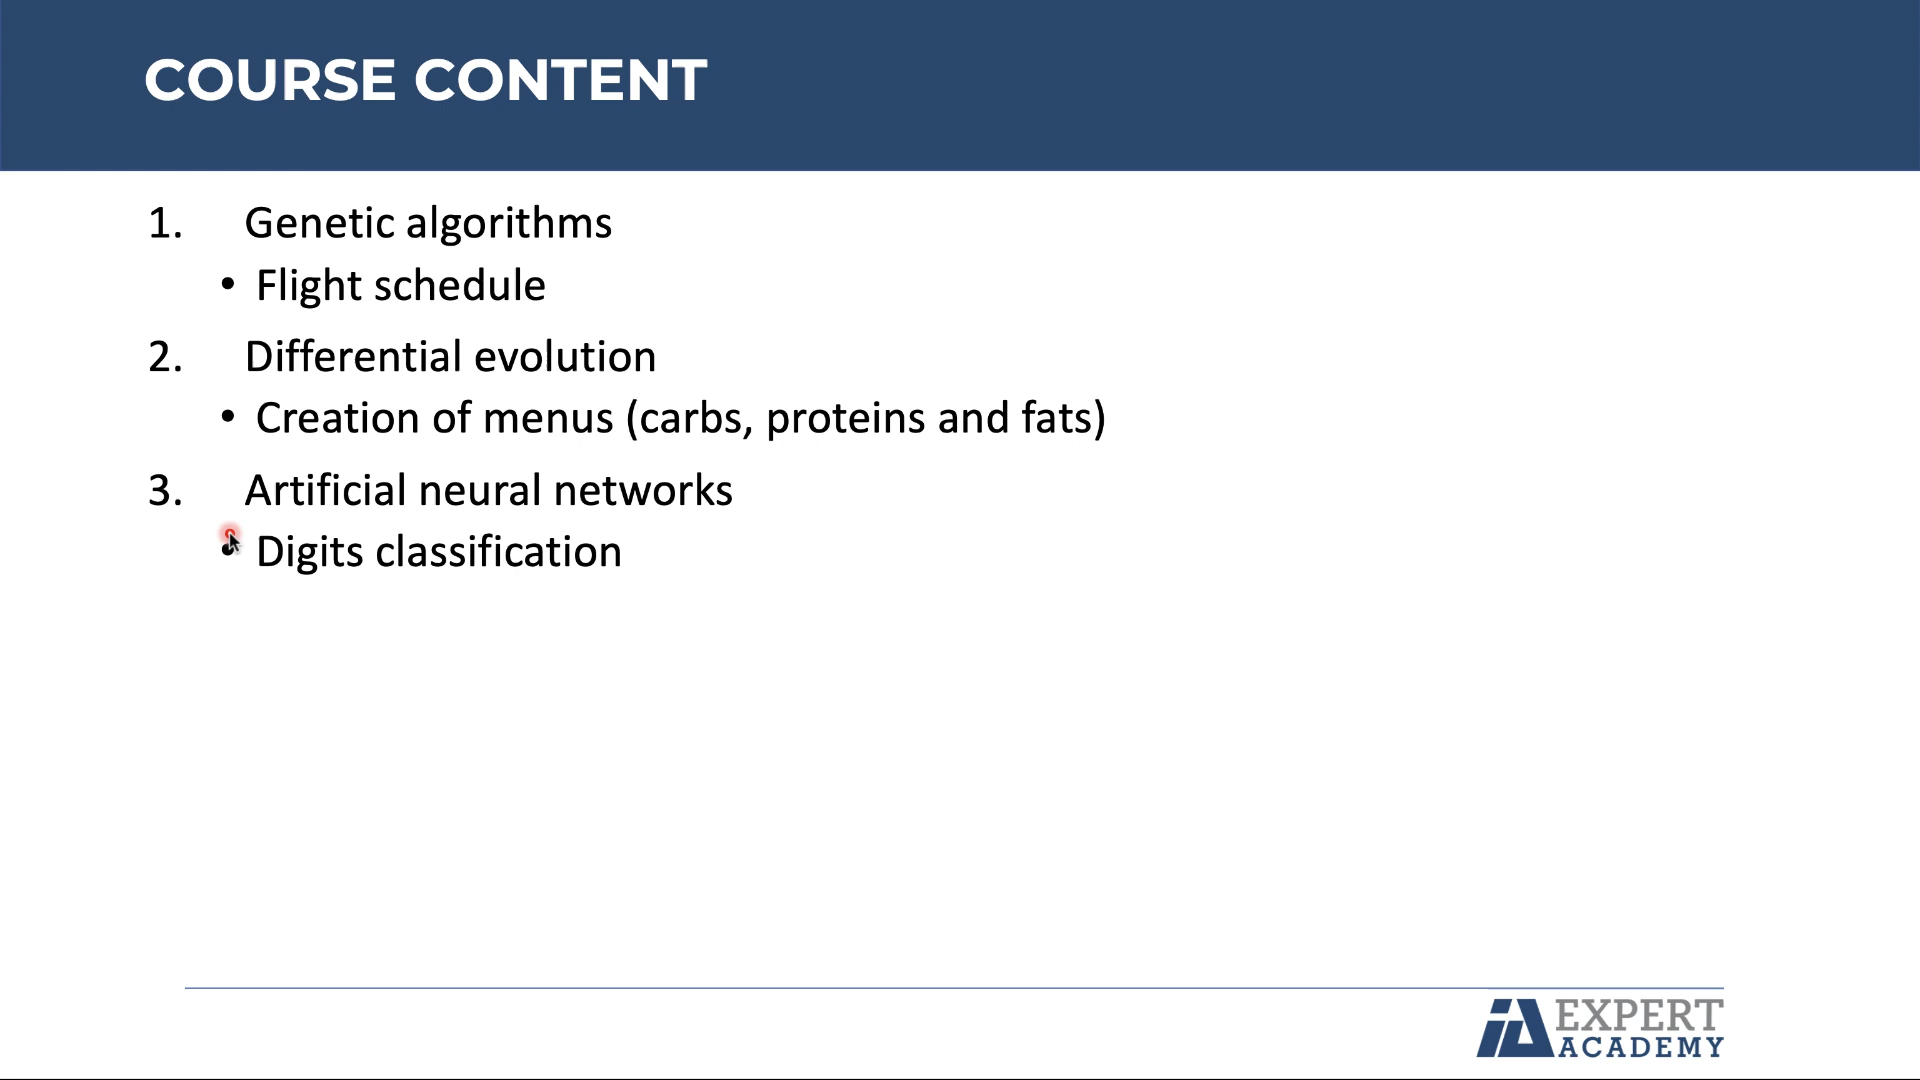 COURSE CONTENT
1. Genetic algorithms
• Flight schedule
2. Differential evolution
• Creation of menus (carbs, proteins and fats)
3. Artificial neural networks
• Digits classification
IA EXPERT
ACADEMY